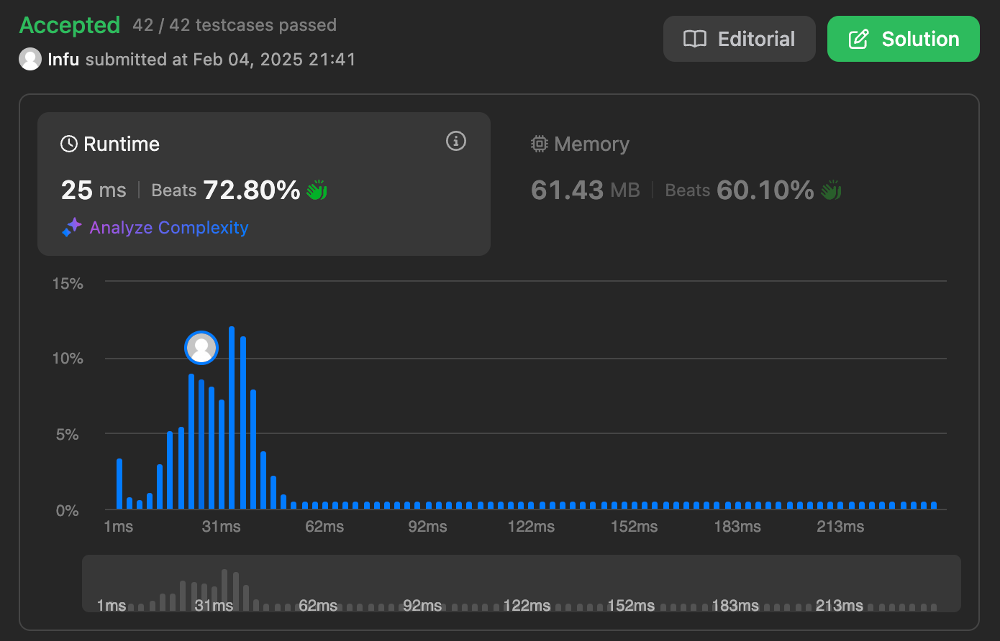 Accepted 42 / 42 testcases passed
Infu submitted at Feb 04, 2025 21:41
Editorial
Solution
Runtime
25 ms Beats 72.80%
Analyze Complexity
Memory
61.43 MB Beats 60.10%
15%
10%
5%
0%
1ms 31ms 62ms 92ms 122ms 152ms 183ms 213ms
1ms 31ms 62ms 92ms 122ms 152ms 183ms 213ms